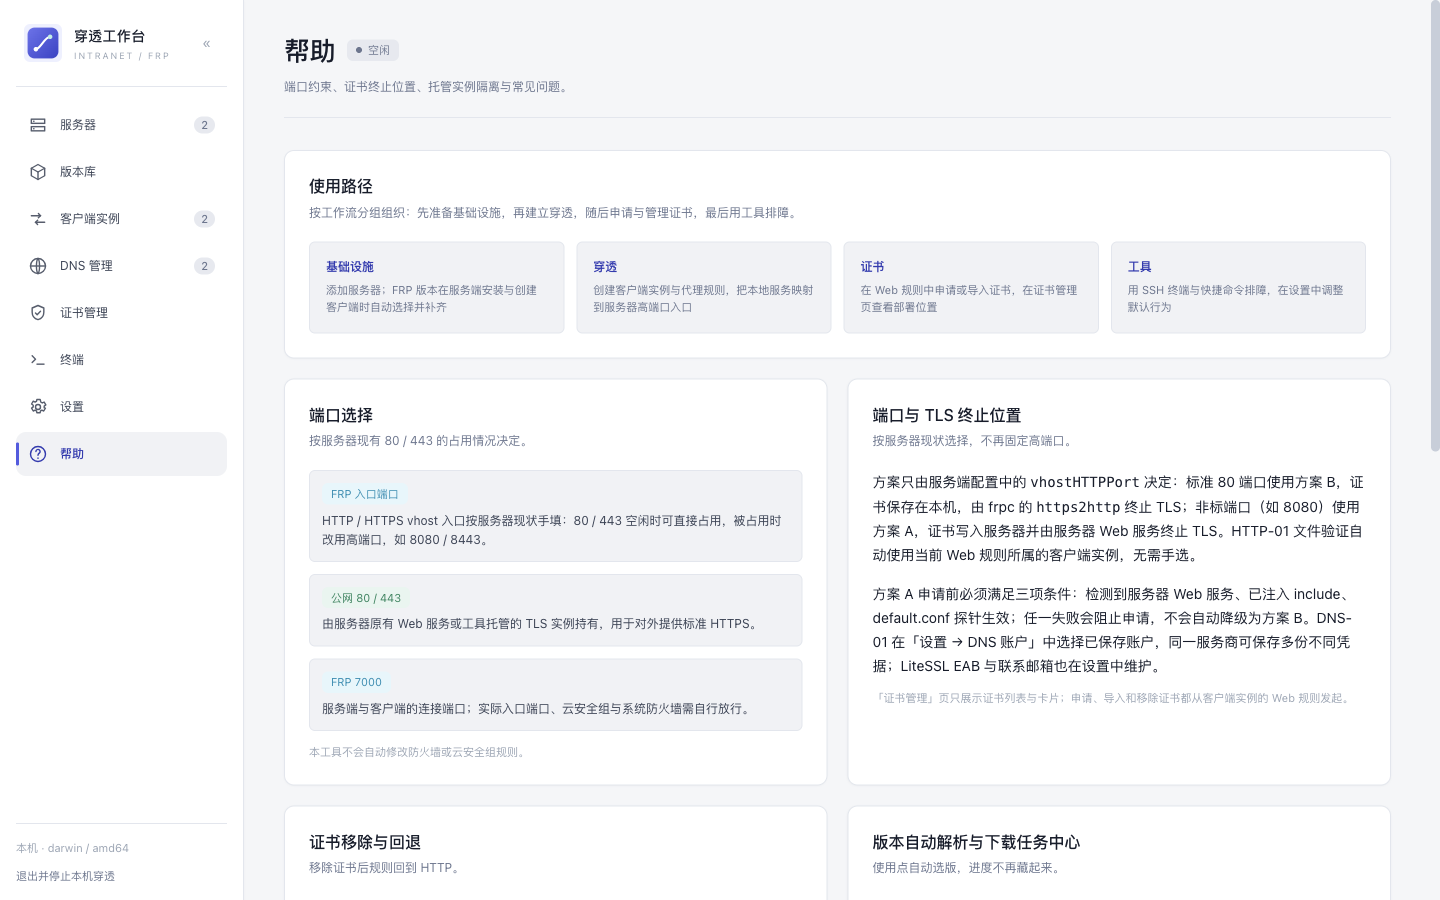 穿透工作台
INTRANET / FRP
«
服务器 2
版本库
客户端实例 2
DNS 管理 2
证书管理
终端
设置
帮助
本机 · darwin / amd64
退出并停止本机穿透
帮助
空闲
端口约束、证书终止位置、托管实例隔离与常见问题。
使用路径
按工作流分组组织：先准备基础设施，再建立穿透，随后申请与管理证书，最后用工具排障。
基础设施
添加服务器；FRP 版本在服务端安装与创建
客户端时自动选择并补齐
穿透
创建客户端实例与代理规则，把本地服务映射
到服务器高端口入口
证书
在 Web 规则中申请或导入证书，在证书管理
页查看部署位置
工具
用 SSH 终端与快捷命令排障，在设置中调整
默认行为
端口选择
按服务器现有 80 / 443 的占用情况决定。
FRP 入口端口
HTTP / HTTPS vhost 入口按服务器现状手填：80 / 443 空闲时可直接占用，被占用时
改用高端口，如 8080 / 8443。
公网 80 / 443
由服务器原有 Web 服务或工具托管的 TLS 实例持有，用于对外提供标准 HTTPS。
FRP 7000
服务端与客户端的连接端口；实际入口端口、云安全组与系统防火墙需自行放行。
本工具不会自动修改防火墙或云安全组规则。
端口与 TLS 终止位置
按服务器现状选择，不再固定高端口。
方案只由服务端配置中的 vhostHTTPPort 决定：标准 80 端口使用方案 B，证
书保存在本机，由 frpc 的 https2http 终止 TLS；非标端口（如 8080）使用
方案 A，证书写入服务器并由服务器 Web 服务终止 TLS。HTTP-01 文件验证自
动使用当前 Web 规则所属的客户端实例，无需手选。
方案 A 申请前必须满足三项条件：检测到服务器 Web 服务、已注入 include、
default.conf 探针生效；任一失败会阻止申请，不会自动降级为方案 B。DNS-
01 在「设置 → DNS 账户」中选择已保存账户，同一服务商可保存多份不同凭
据；LiteSSL EAB 与联系邮箱也在设置中维护。
「证书管理」页只展示证书列表与卡片；申请、导入和移除证书都从客户端实例的 Web 规则发起。
证书移除与回退
移除证书后规则回到 HTTP。
版本自动解析与下载任务中心
使用点自动选版，进度不再藏起来。